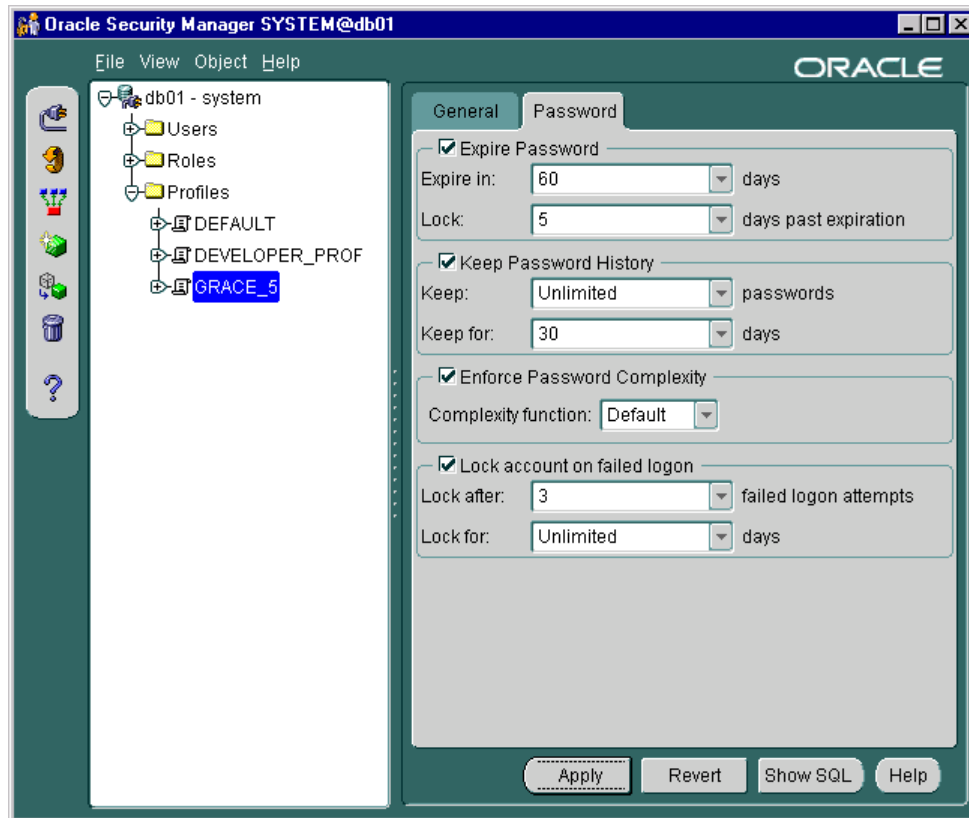 Oracle Security Manager SYSTEM@db01
File View Object Help
ORACLE
db01 - system
Users
Roles
Profiles
DEFAULT
DEVELOPER_PROF
GRACE_5
General Password
Expire Password
Expire in: 60 days
Lock: 5 days past expiration
Keep Password History
Keep: Unlimited passwords
Keep for: 30 days
Enforce Password Complexity
Complexity function: Default
Lock account on failed logon
Lock after: 3 failed logon attempts
Lock for: Unlimited days
Apply Revert Show SQL Help